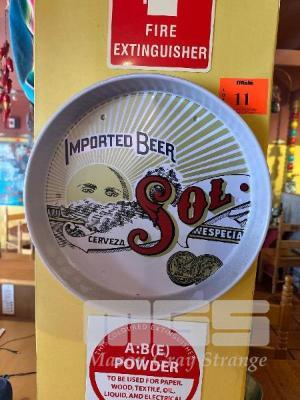 FIRE
EXTINGUISHER
11
IMPORTED BEER
SOL
CERVEZA
ESPECIAL
A:B(E)
POWDER
TO BE USED FOR PAPER,
WOOD, TEXTILE, OIL,
LIQUID, AND ELECTRICAL